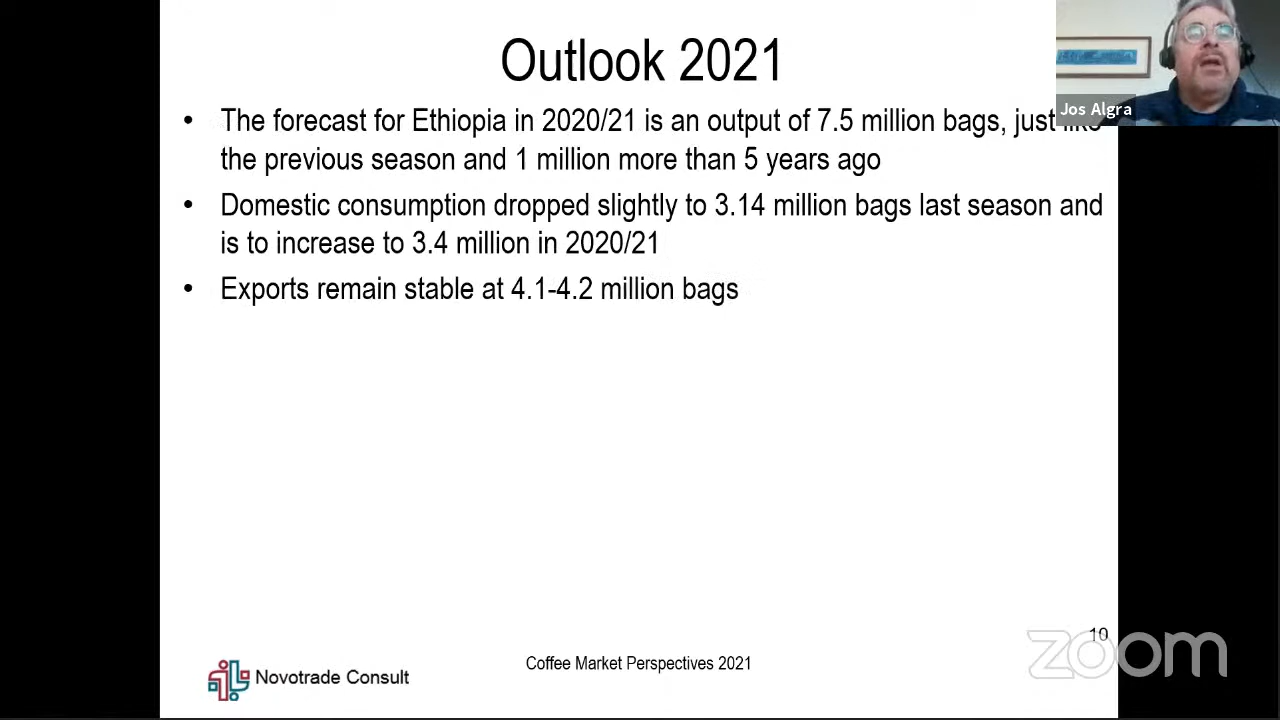 Outlook 2021
Jos Algra
• The forecast for Ethiopia in 2020/21 is an output of 7.5 million bags, just like
the previous season and 1 million more than 5 years ago
• Domestic consumption dropped slightly to 3.14 million bags last season and
is to increase to 3.4 million in 2020/21
• Exports remain stable at 4.1-4.2 million bags
10
zoom
Coffee Market Perspectives 2021
Novotrade Consult